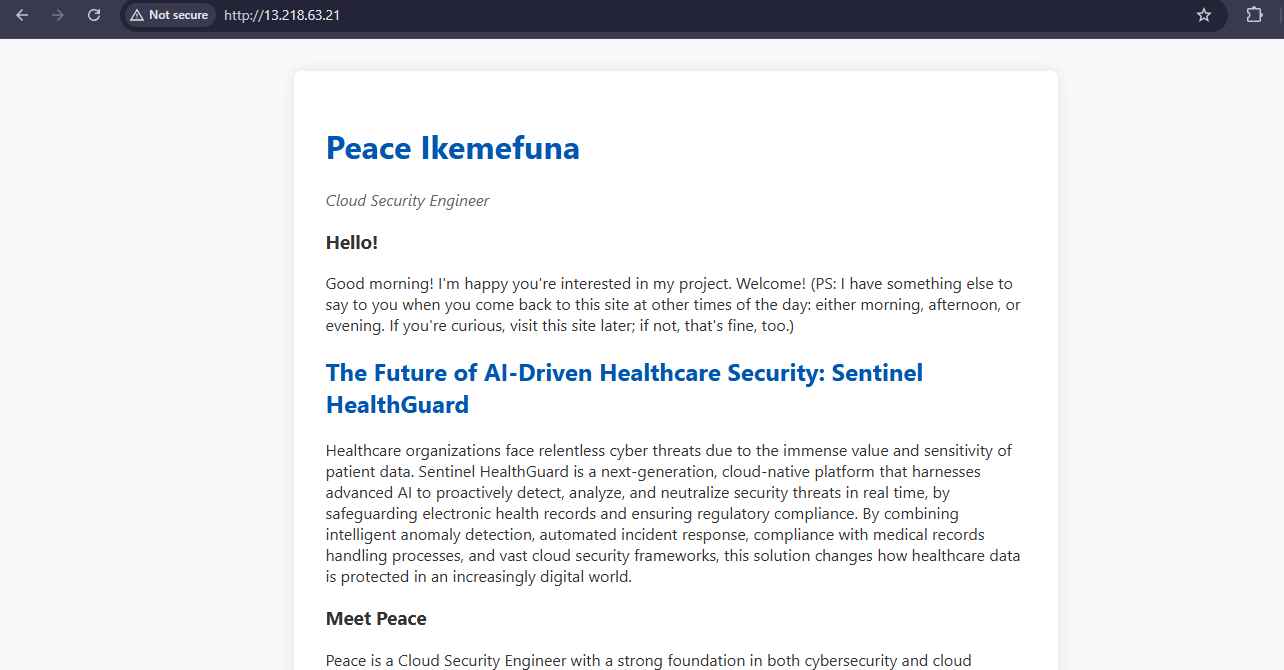 Not secure http://13.218.63.21
Peace Ikemefuna
Cloud Security Engineer
Hello!
Good morning! I'm happy you're interested in my project. Welcome! (PS: I have something else to
say to you when you come back to this site at other times of the day: either morning, afternoon, or
evening. If you're curious, visit this site later; if not, that's fine, too.)
The Future of AI-Driven Healthcare Security: Sentinel
HealthGuard
Healthcare organizations face relentless cyber threats due to the immense value and sensitivity of
patient data. Sentinel HealthGuard is a next-generation, cloud-native platform that harnesses
advanced AI to proactively detect, analyze, and neutralize security threats in real time, by
safeguarding electronic health records and ensuring regulatory compliance. By combining
intelligent anomaly detection, automated incident response, compliance with medical records
handling processes, and vast cloud security frameworks, this solution changes how healthcare data
is protected in an increasingly digital world.
Meet Peace
Peace is a Cloud Security Engineer with a strong foundation in both cybersecurity and cloud